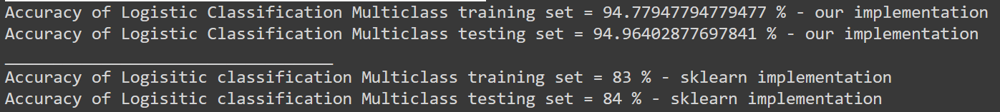 Accuracy of Logistic Classification Multiclass training set = 94.77947794779477 % - our implementation
Accuracy of Logistic Classification Multiclass testing set = 94.96402877697841 % - our implementation
__________________________________
Accuracy of Logisitic classification Multiclass training set = 83 % - sklearn implementation
Accuracy of Logisitic classification Multiclass testing set = 84 % - sklearn implementation